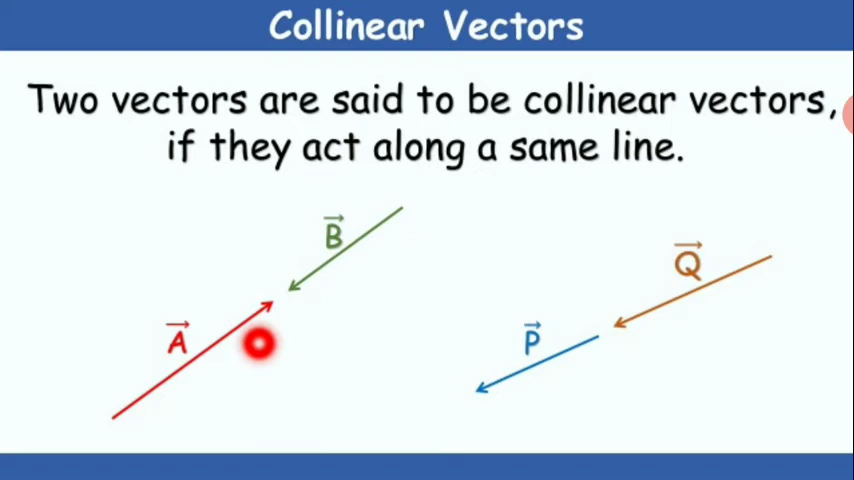 Collinear Vectors
Two vectors are said to be collinear vectors,
if they act along a same line.
B⃗
Q⃗
A⃗
P⃗